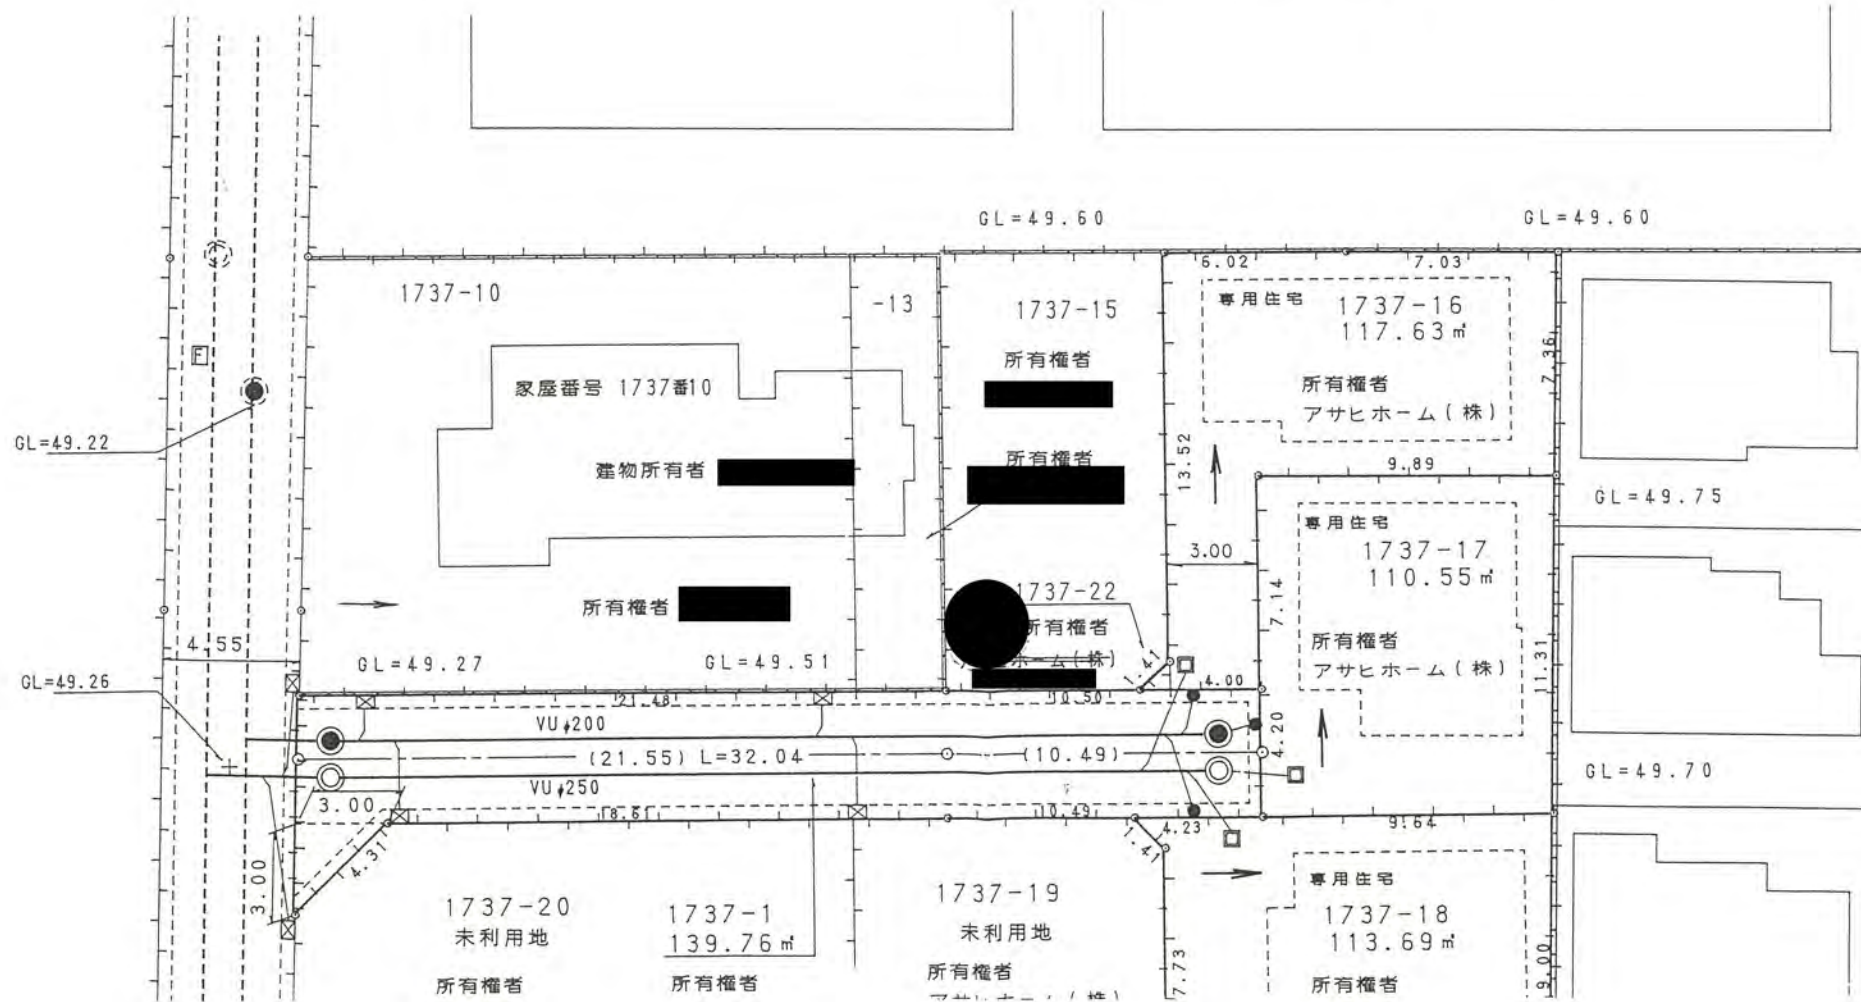 GL=49.60
GL=49.60
6.02
7.03
1737-10
-13
1737-15
専用住宅
1737-16
117.63㎡
F
所有権者
7.36
所有権者
アサヒホーム(株)
家屋番号 1737番10
GL=49.22
建物所有者
所有権者
13.52
9.89
GL=49.75
専用住宅
1737-17
110.55㎡
3.00
所有権者
1737-22
所有権者
ホーム(株)
7.14
所有権者
アサヒホーム(株)
11.31
4.55
GL=49.27
GL=49.51
1.41
4.00
GL=49.26
21.48
10.50
VU φ200
(21.55) L=32.04
(10.49)
4.20
VU φ250
GL=49.70
3.00
18.61
10.49
4.23
9.64
1.41
4.31
3.00
1737-20
未利用地
所有権者
1737-1
139.76㎡
所有権者
1737-19
未利用地
所有権者
7.73
専用住宅
1737-18
113.69㎡
所有権者
9.00